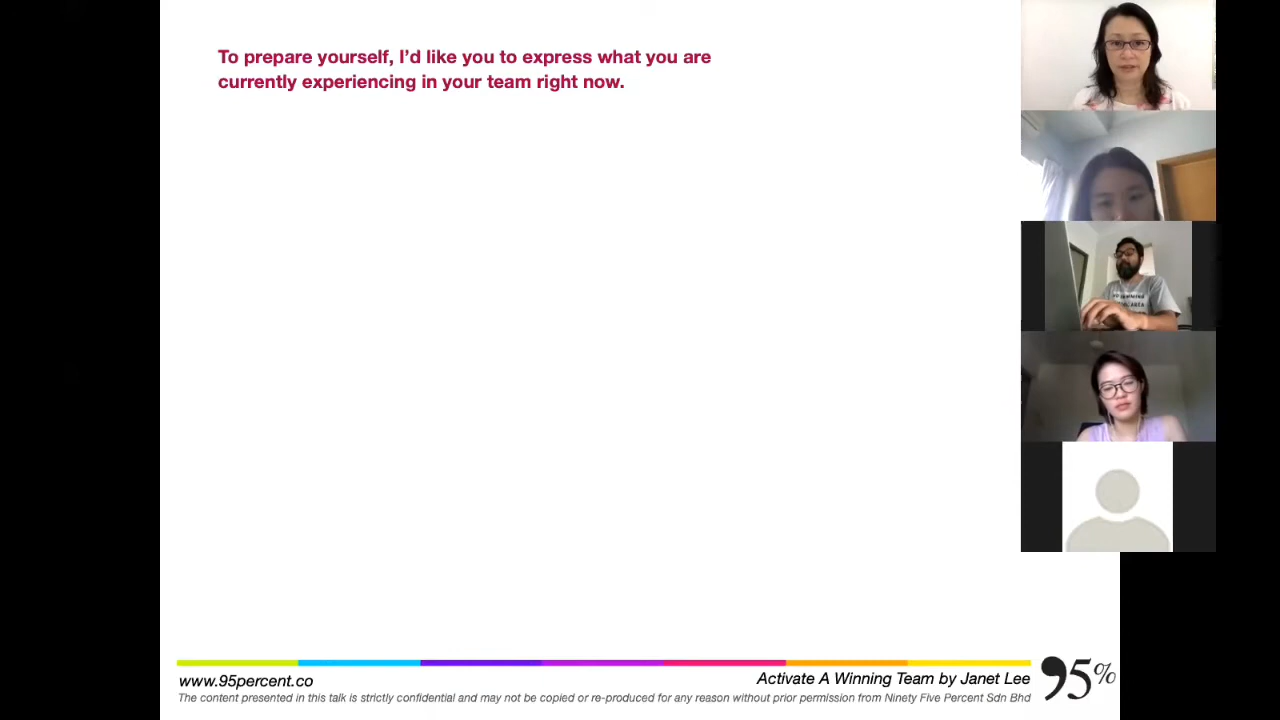 To prepare yourself, I’d like you to express what you are
currently experiencing in your team right now.
www.95percent.co
Activate A Winning Team by Janet Lee
The content presented in this talk is strictly confidential and may not be copied or re-produced for any reason without prior permission from Ninety Five Percent Sdn Bhd
95%